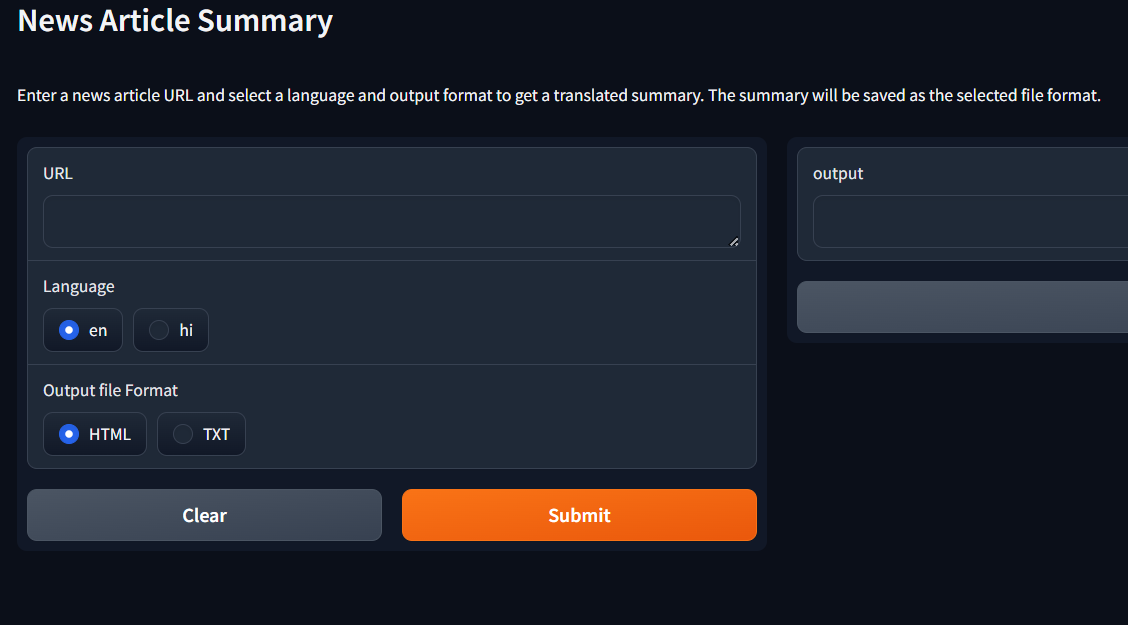 News Article Summary
Enter a news article URL and select a language and output format to get a translated summary. The summary will be saved as the selected file format.
URL
Language
en
hi
Output file Format
HTML
TXT
Clear
Submit
output